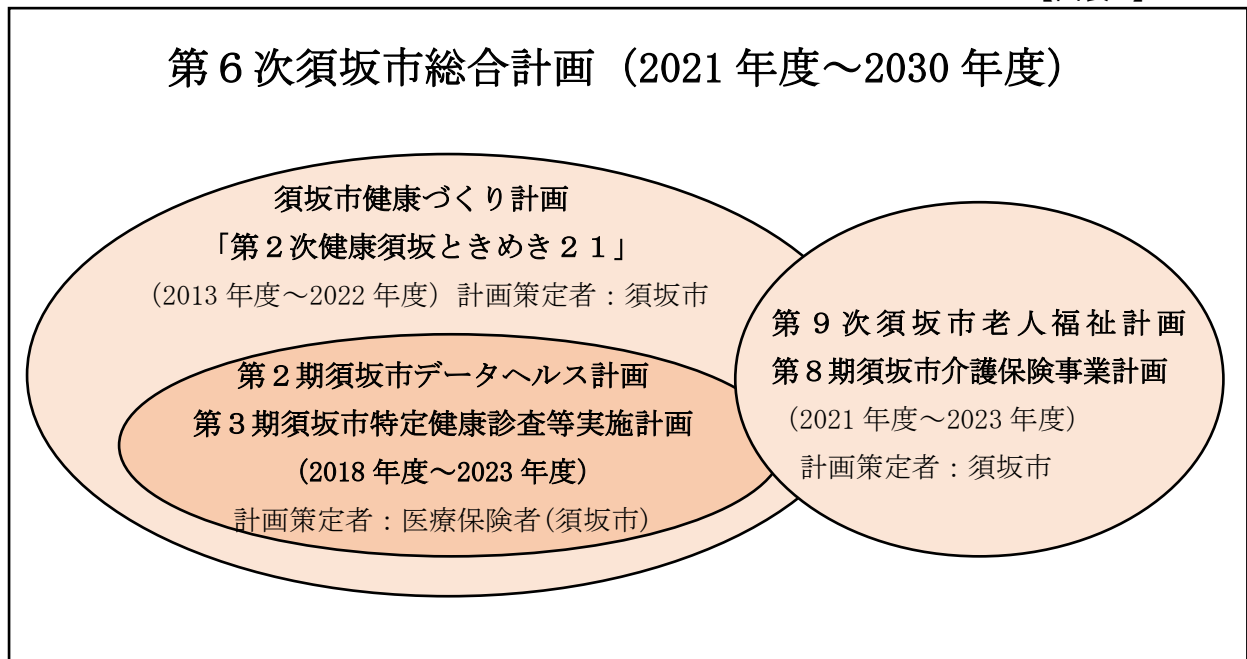 第６次須坂市総合計画（2021 年度～2030 年度）
須坂市健康づくり計画
「第２次健康須坂ときめき２１」
（2013 年度～2022 年度）計画策定者：須坂市
第２期須坂市データヘルス計画
第３期須坂市特定健康診査等実施計画
（2018 年度～2023 年度）
計画策定者：医療保険者(須坂市)
第９次須坂市老人福祉計画
第８期須坂市介護保険事業計画
（2021 年度～2023 年度）
計画策定者：須坂市